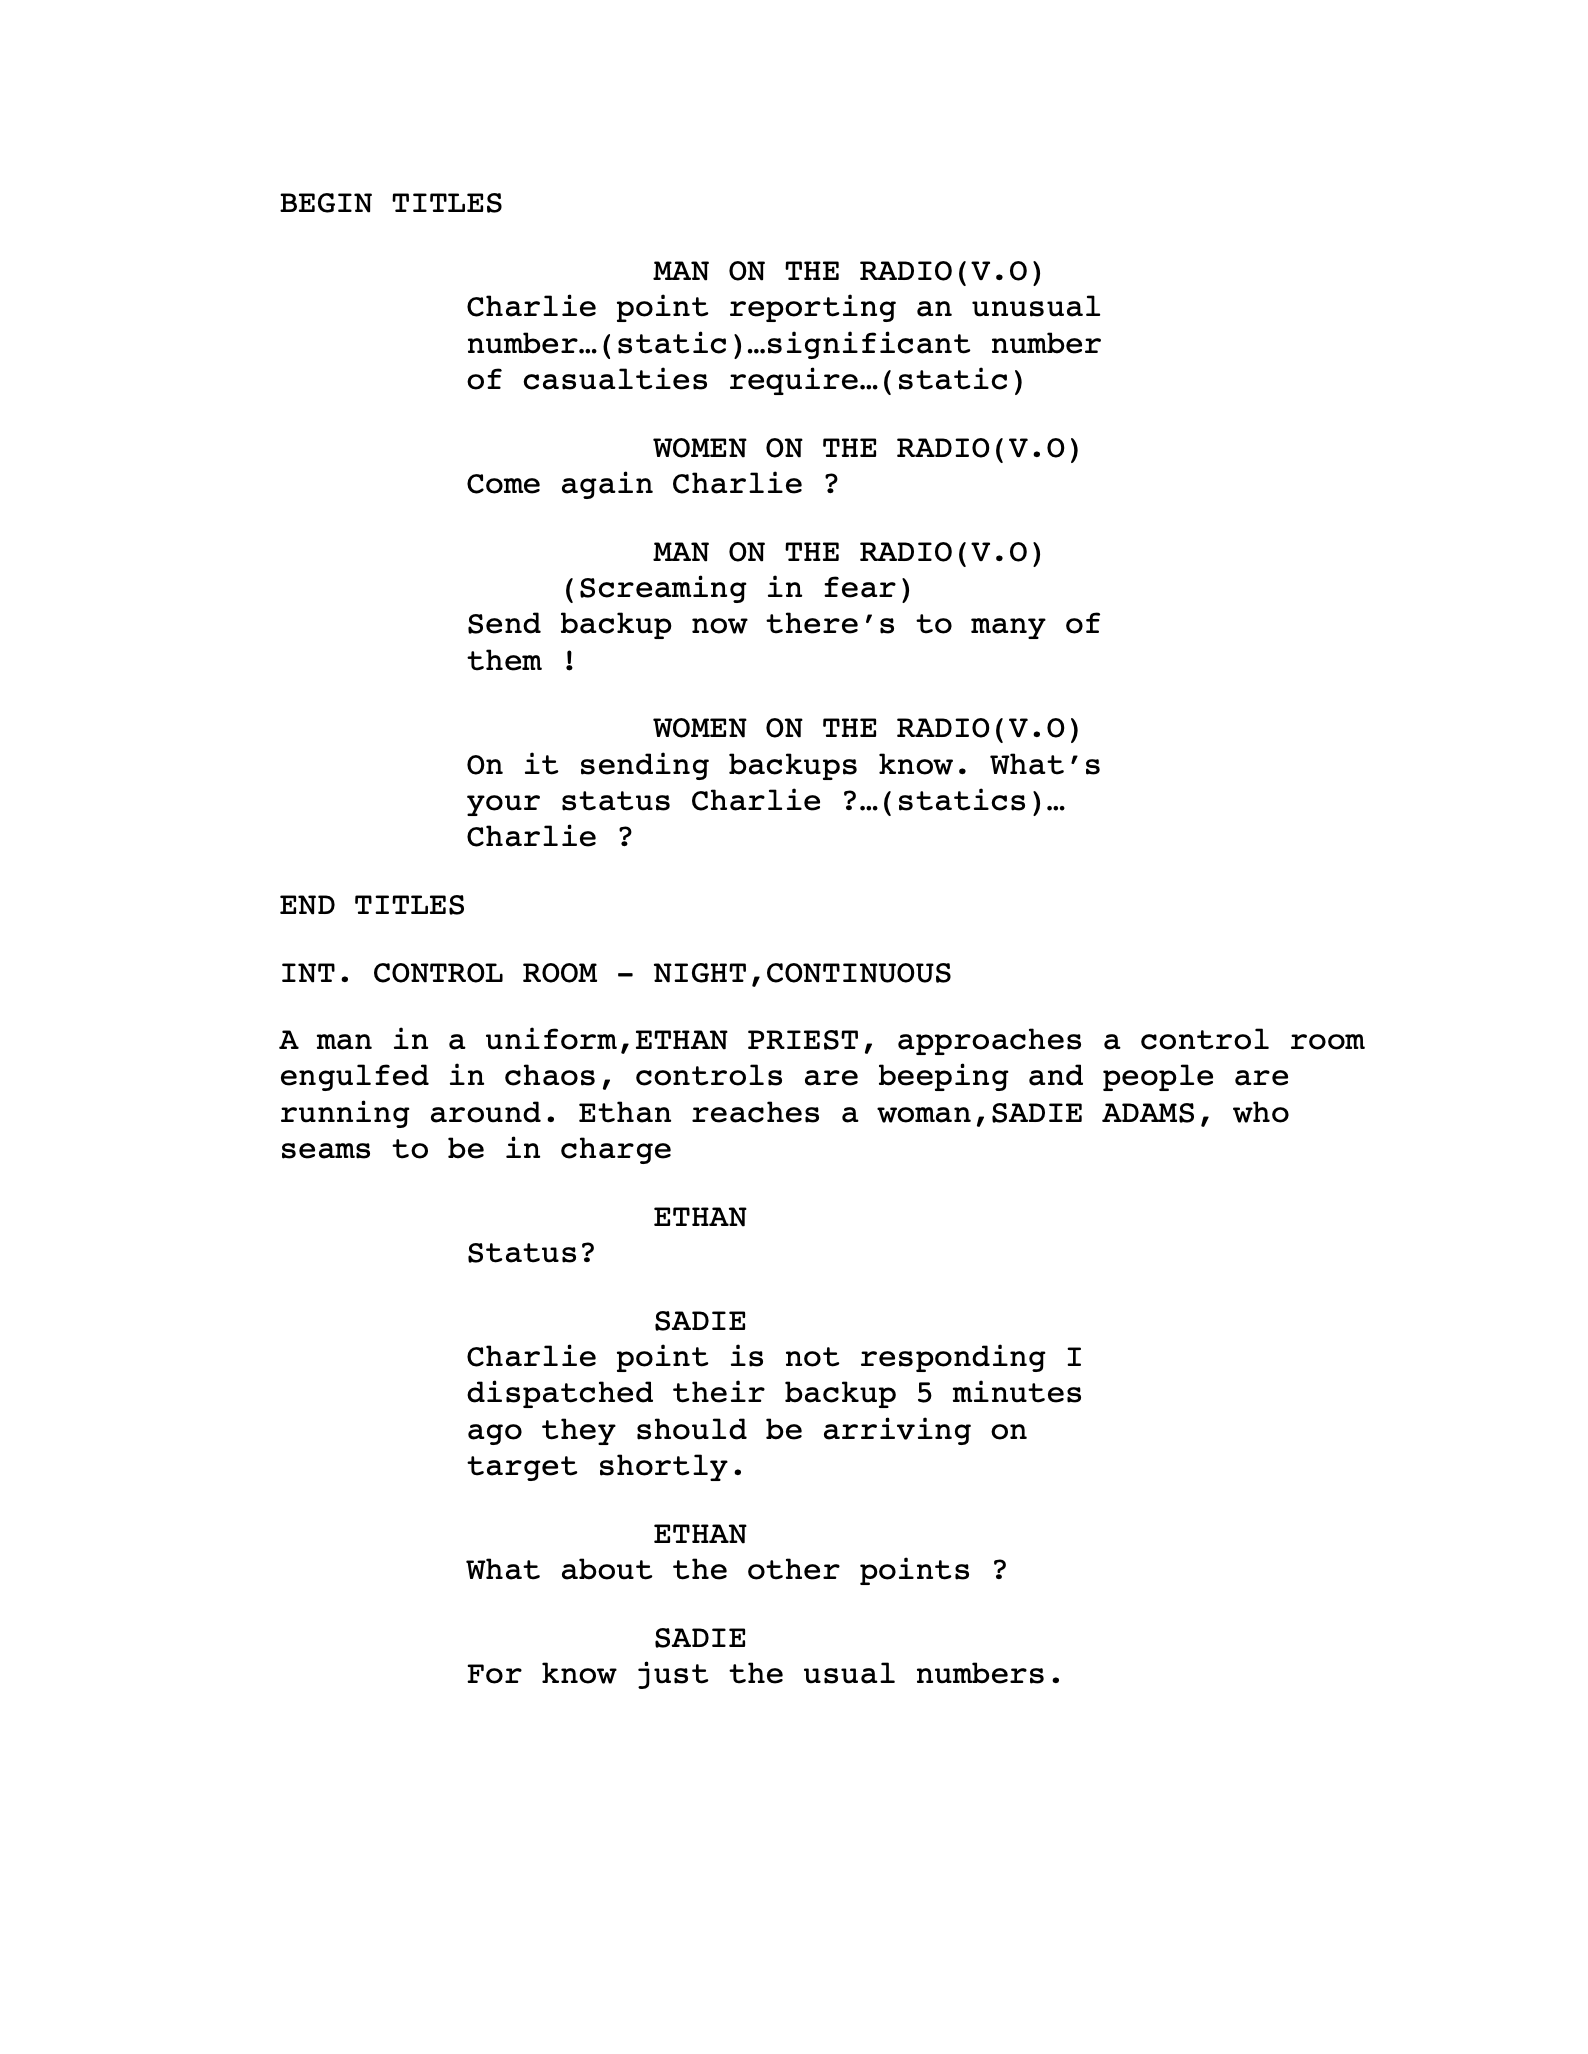 BEGIN TITLES
MAN ON THE RADIO(V.O)
Charlie point reporting an unusual
number…(static)…significant number
of casualties require…(static)
WOMEN ON THE RADIO(V.O)
Come again Charlie ?
MAN ON THE RADIO(V.O)
(Screaming in fear)
Send backup now there’s to many of
them !
WOMEN ON THE RADIO(V.O)
On it sending backups know. What’s
your status Charlie ?…(statics)…
Charlie ?
END TITLES
INT. CONTROL ROOM – NIGHT,CONTINUOUS
A man in a uniform,ETHAN PRIEST, approaches a control room
engulfed in chaos, controls are beeping and people are
running around. Ethan reaches a woman,SADIE ADAMS, who
seams to be in charge
ETHAN
Status?
SADIE
Charlie point is not responding I
dispatched their backup 5 minutes
ago they should be arriving on
target shortly.
ETHAN
What about the other points ?
SADIE
For know just the usual numbers.